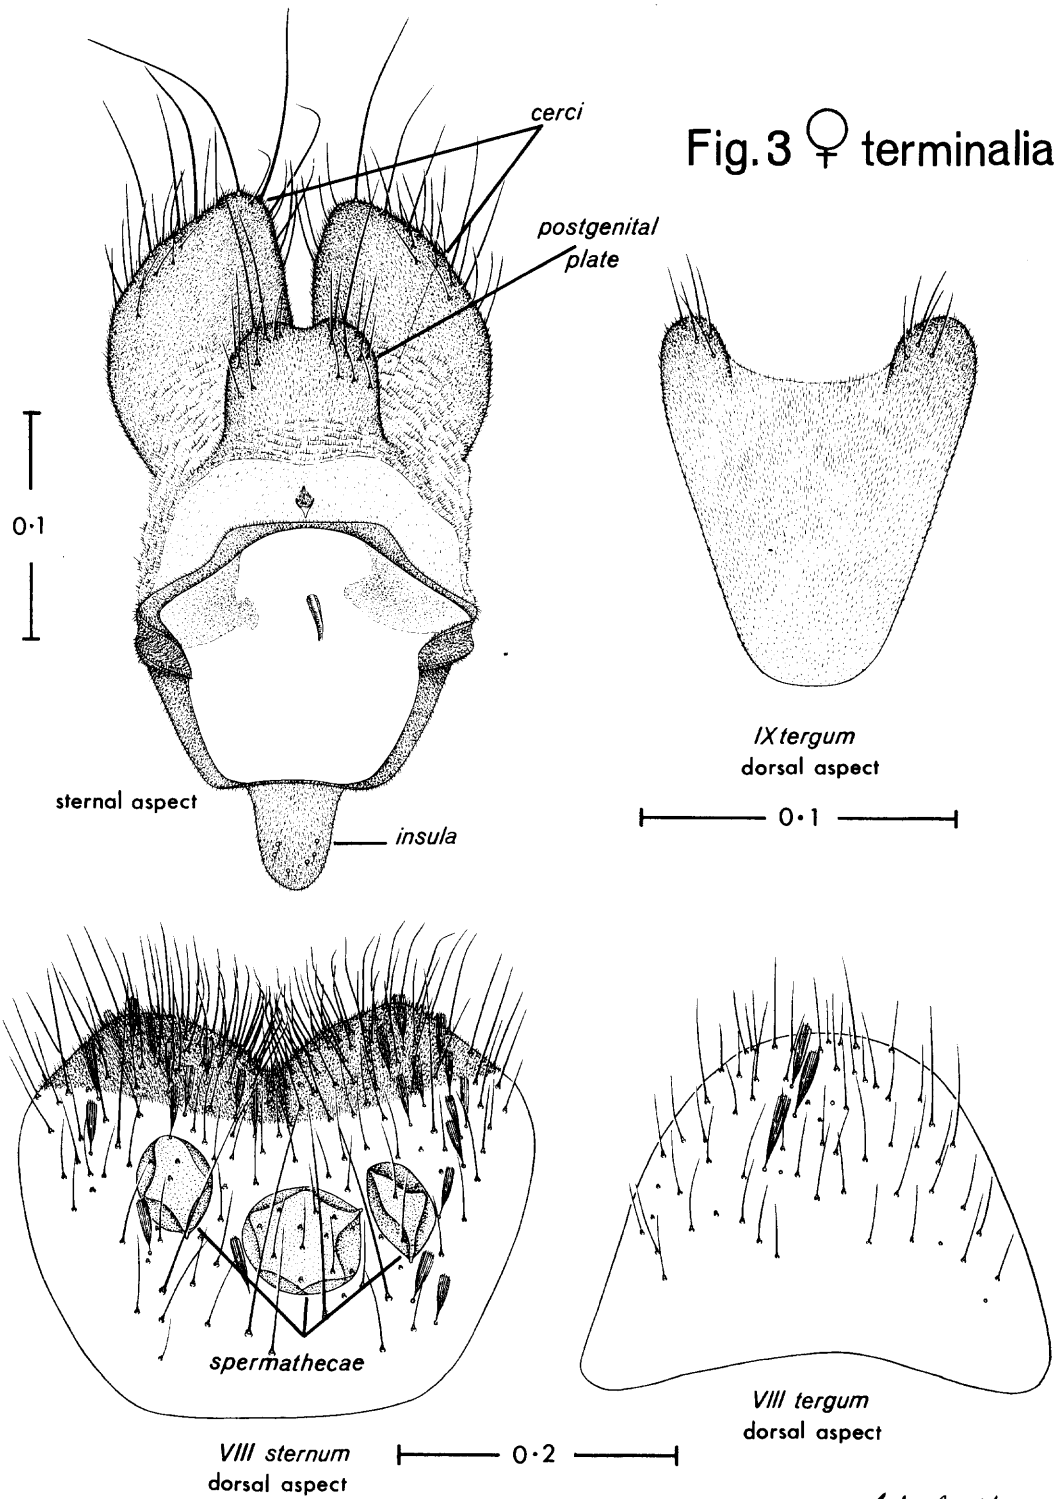 Fig. 3 ♀ terminalia
cerci
postgenital
plate
0·1
sternal aspect
insula
IX tergum
dorsal aspect
0·1
spermathecae
VIII sternum
dorsal aspect
0·2
VIII tergum
dorsal aspect